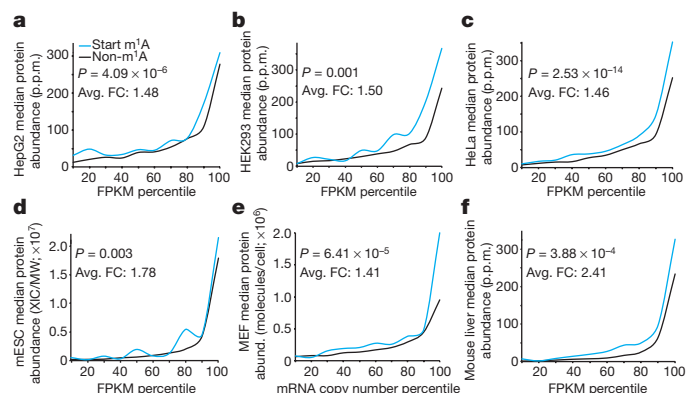 a
Start m¹A
Non-m¹A
P = 4.09 × 10⁻⁶
Avg. FC: 1.48
HepG2 median protein
abundance (p.p.m.)
300
200
100
0
20 40 60 80 100
FPKM percentile
b
P = 0.001
Avg. FC: 1.50
HEK293 median protein
abundance (p.p.m.)
400
300
200
100
0
20 40 60 80 100
FPKM percentile
c
P = 2.53 × 10⁻¹⁴
Avg. FC: 1.46
HeLa median protein
abundance (p.p.m.)
300
200
100
0
20 40 60 80 100
FPKM percentile
d
P = 0.003
Avg. FC: 1.78
mESC median protein
abundance (XIC/MW; ×10⁷)
2.0
1.5
1.0
0.5
0
20 40 60 80 100
FPKM percentile
e
P = 6.41 × 10⁻⁵
Avg. FC: 1.41
MEF median protein
abund. (molecules/cell; ×10⁶)
2.0
1.5
1.0
0.5
0
20 40 60 80 100
mRNA copy number percentile
f
P = 3.88 × 10⁻⁴
Avg. FC: 2.41
Mouse liver median protein
abundance (p.p.m.)
300
200
100
0
20 40 60 80 100
FPKM percentile